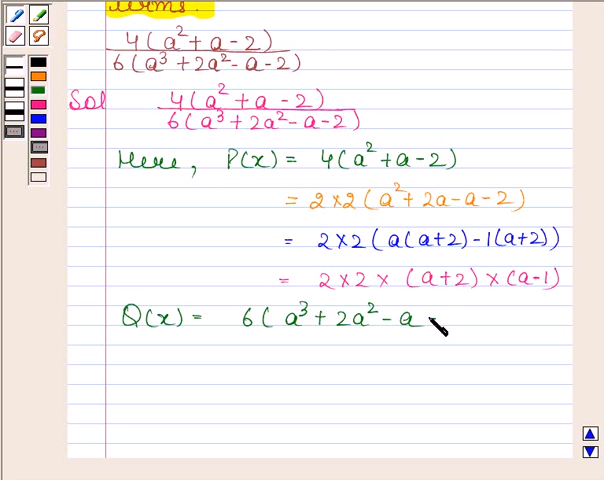 terms.
4(a² + a - 2)
6(a³ + 2a² - a - 2)
Sol 4(a² + a - 2)
6(a³ + 2a² - a - 2)
Here, P(x) = 4(a² + a - 2)
= 2 × 2 (a² + 2a - a - 2)
= 2 × 2 (a(a+2) - 1(a+2))
= 2 × 2 × (a+2) × (a-1)
Q(x) = 6( a³ + 2a² - a